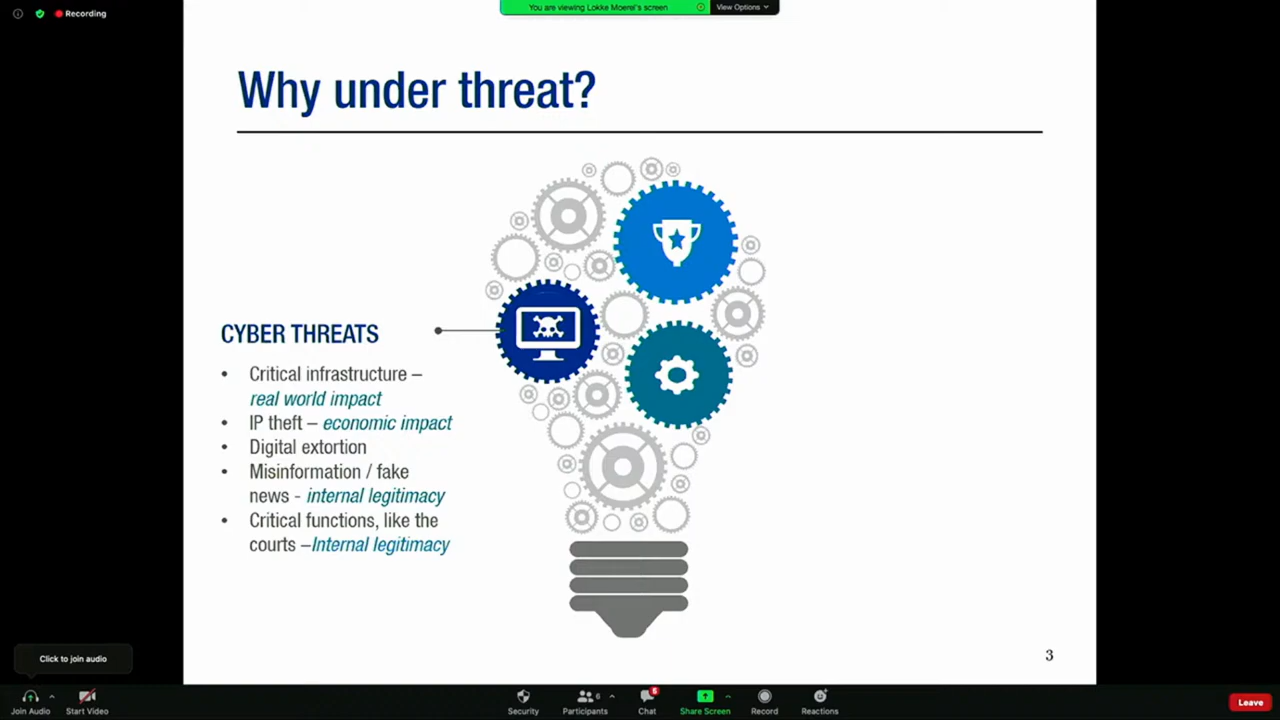 Recording
You are viewing Lokke Moerel's screen
View Options
Why under threat?
CYBER THREATS
• Critical infrastructure –
real world impact
• IP theft – economic impact
• Digital extortion
• Misinformation / fake
news - internal legitimacy
• Critical functions, like the
courts –Internal legitimacy
3
Click to join audio
Join Audio
Start Video
Security
Participants
6
Chat
6
Share Screen
Record
Reactions
Leave